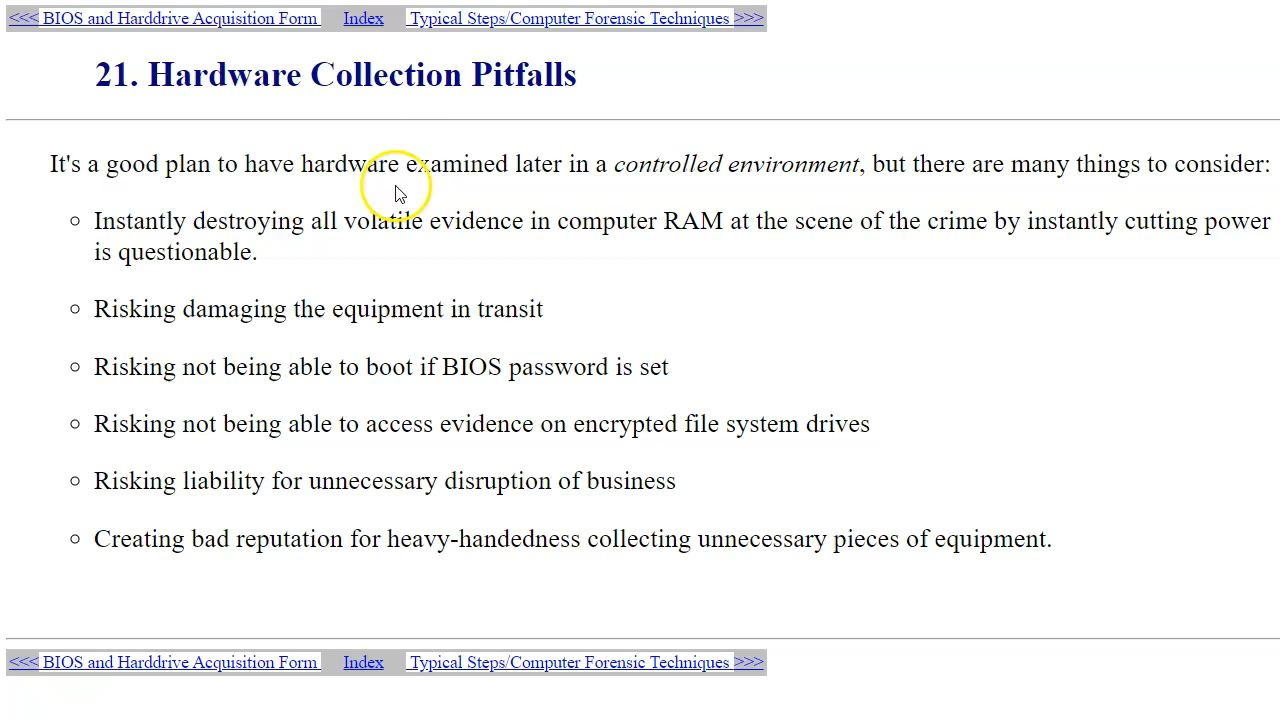 <<< BIOS and Harddrive Acquisition Form Index Typical Steps/Computer Forensic Techniques >>>
21. Hardware Collection Pitfalls
It's a good plan to have hardware examined later in a controlled environment, but there are many things to consider:
Instantly destroying all volatile evidence in computer RAM at the scene of the crime by instantly cutting power
is questionable.
Risking damaging the equipment in transit
Risking not being able to boot if BIOS password is set
Risking not being able to access evidence on encrypted file system drives
Risking liability for unnecessary disruption of business
Creating bad reputation for heavy-handedness collecting unnecessary pieces of equipment.
<<< BIOS and Harddrive Acquisition Form Index Typical Steps/Computer Forensic Techniques >>>